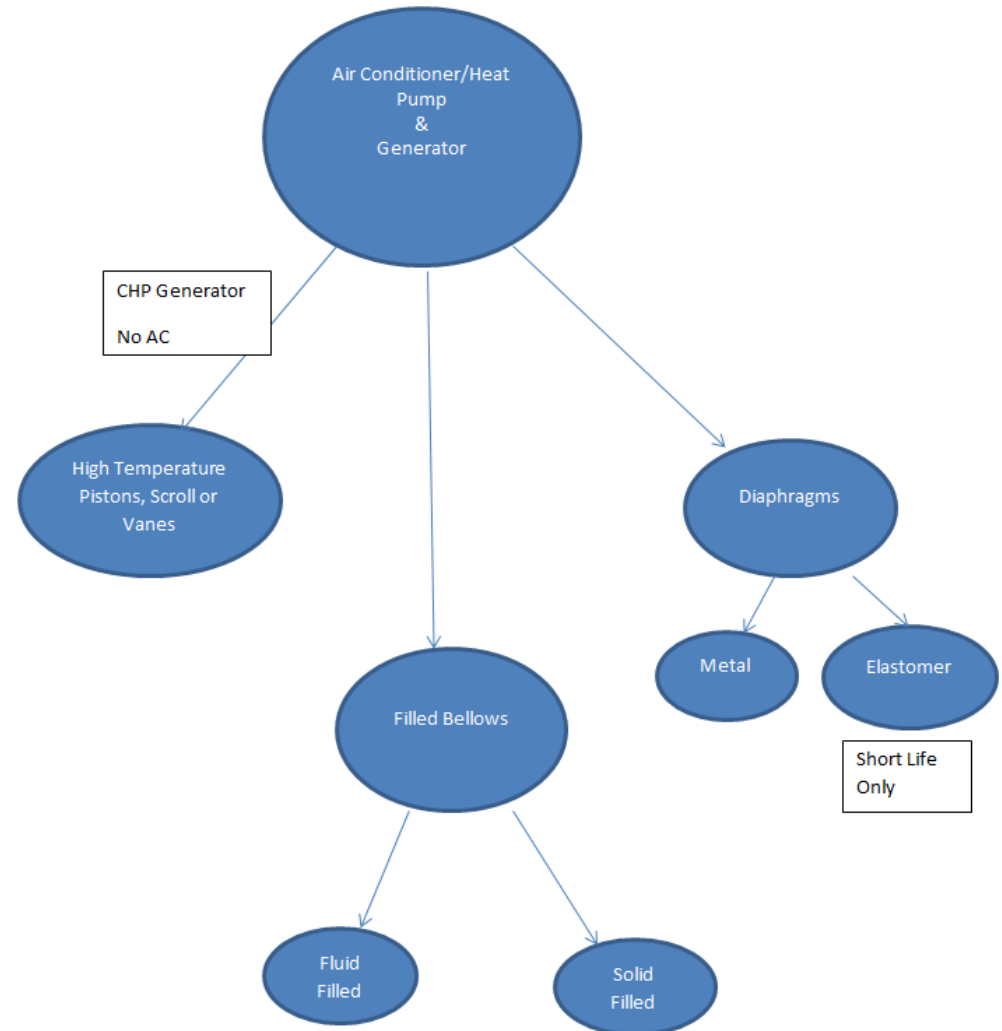 Air Conditioner/Heat
Pump
&
Generator
CHP Generator
No AC
High Temperature
Pistons, Scroll or
Vanes
Diaphragms
Metal
Elastomer
Short Life
Only
Filled Bellows
Fluid
Filled
Solid
Filled